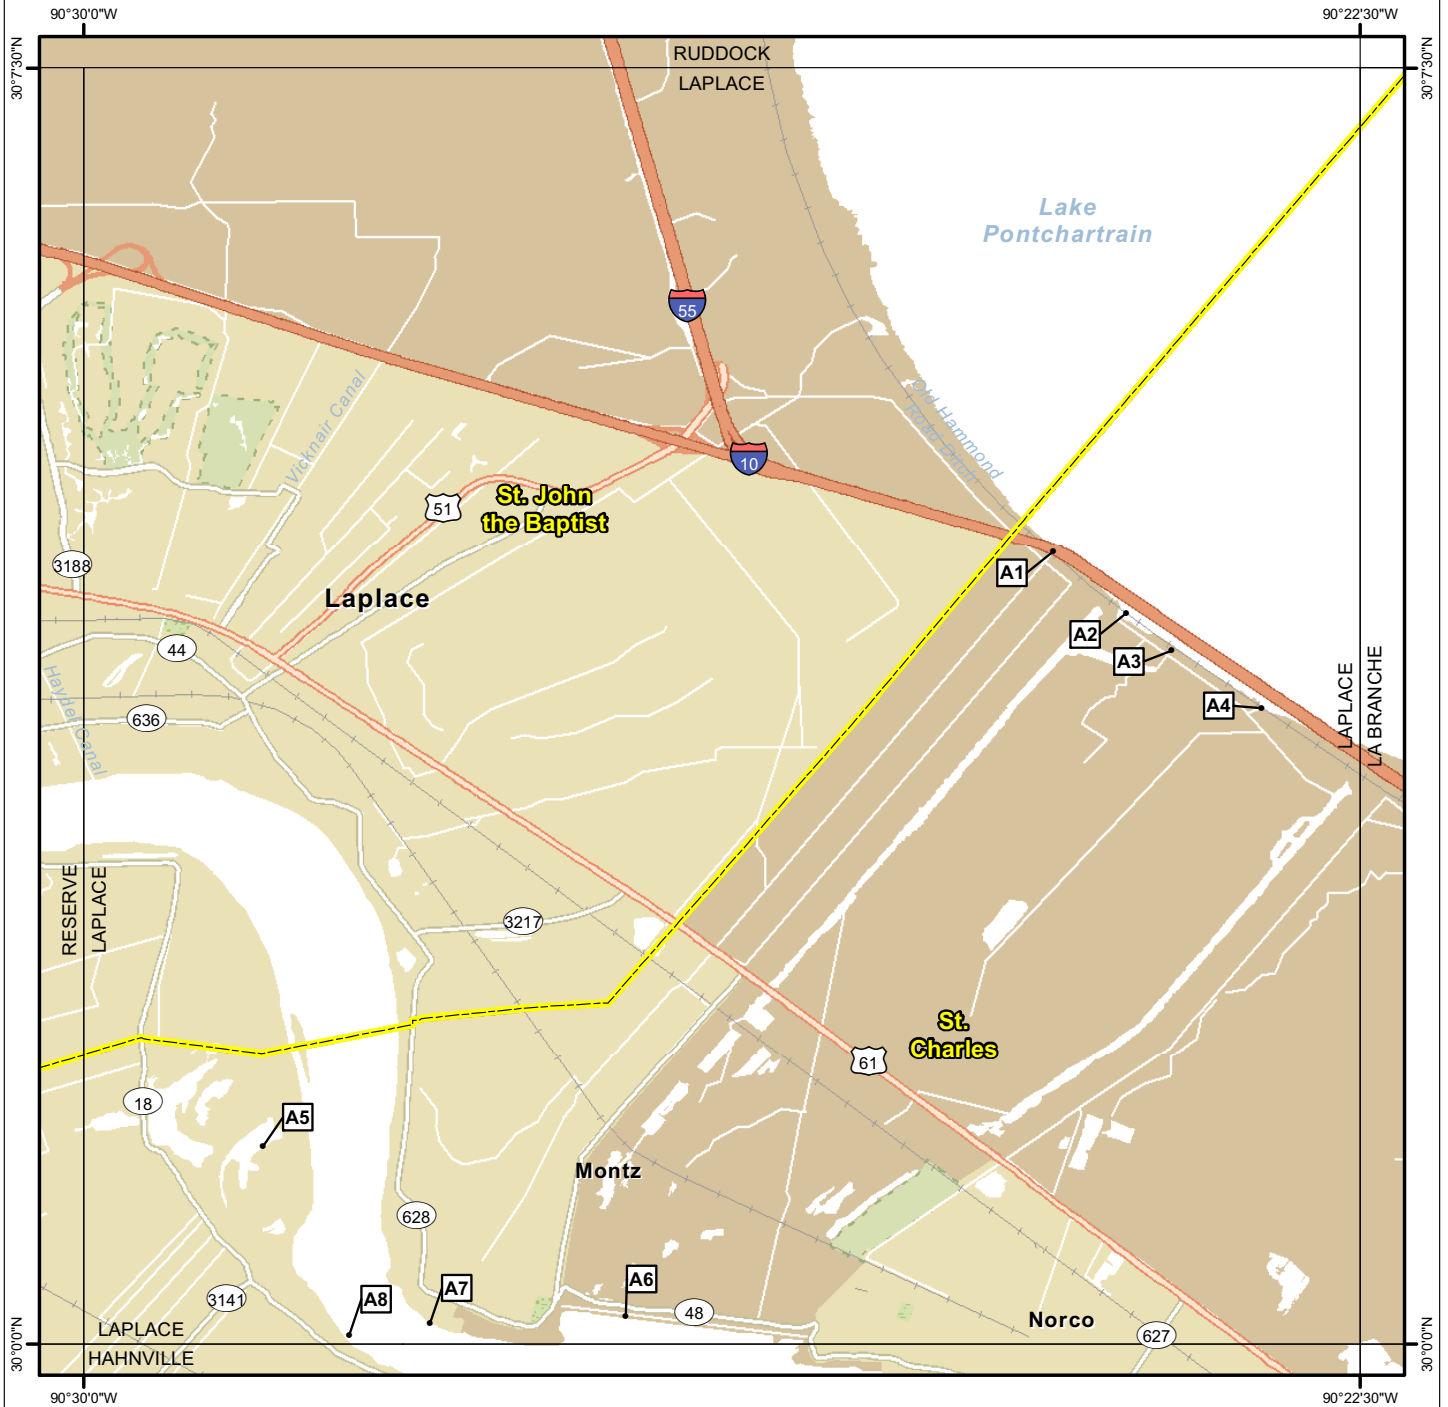 90°30'0"W
90°22'30"W
30°7'30"N
30°7'30"N
RUDDOCK
LAPLACE
Lake
Pontchartrain
55
Old Hammond
Road Ditch
Vicknair Canal
10
51
St. John
the Baptist
3188
A1
Laplace
A2
44
A3
Haydel Canal
A4
636
LAPLACE
LA BRANCHE
RESERVE
LAPLACE
3217
St.
Charles
61
18
A5
Montz
628
A6
A7
A8
3141
48
Norco
627
LAPLACE
HAHNVILLE
30°0'0"N
30°0'0"N
90°30'0"W
90°22'30"W